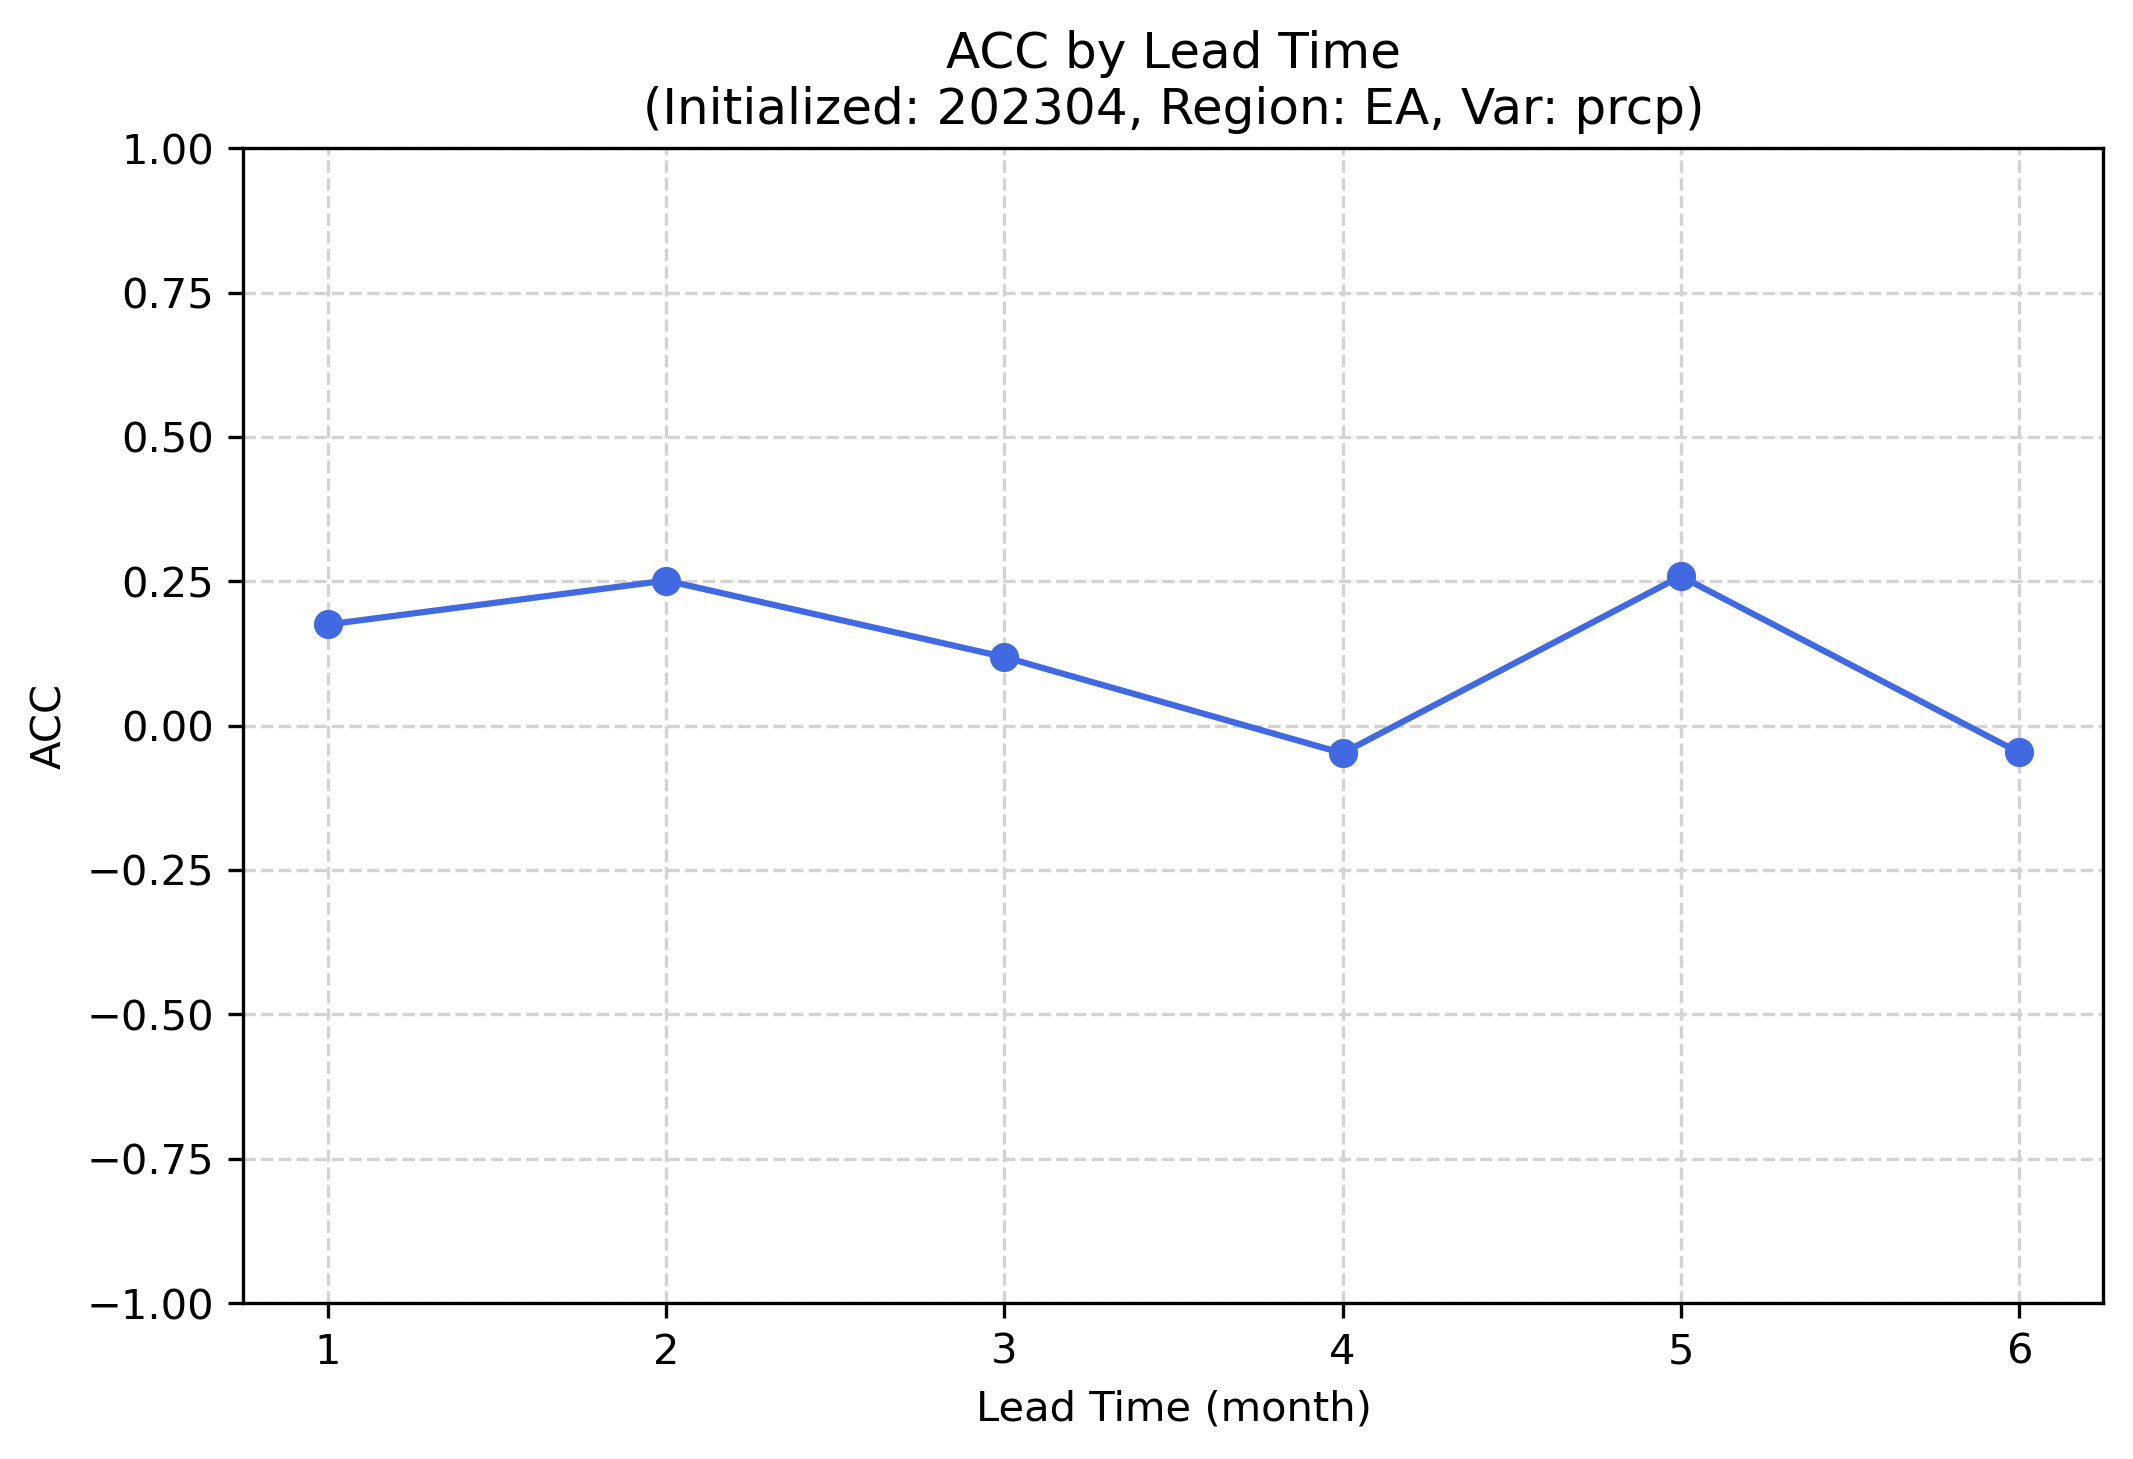 ACC by Lead Time
(Initialized: 202304, Region: EA, Var: prcp)
1.00
0.75
0.50
0.25
0.00
−0.25
−0.50
−0.75
−1.00
ACC
1 2 3 4 5 6
Lead Time (month)